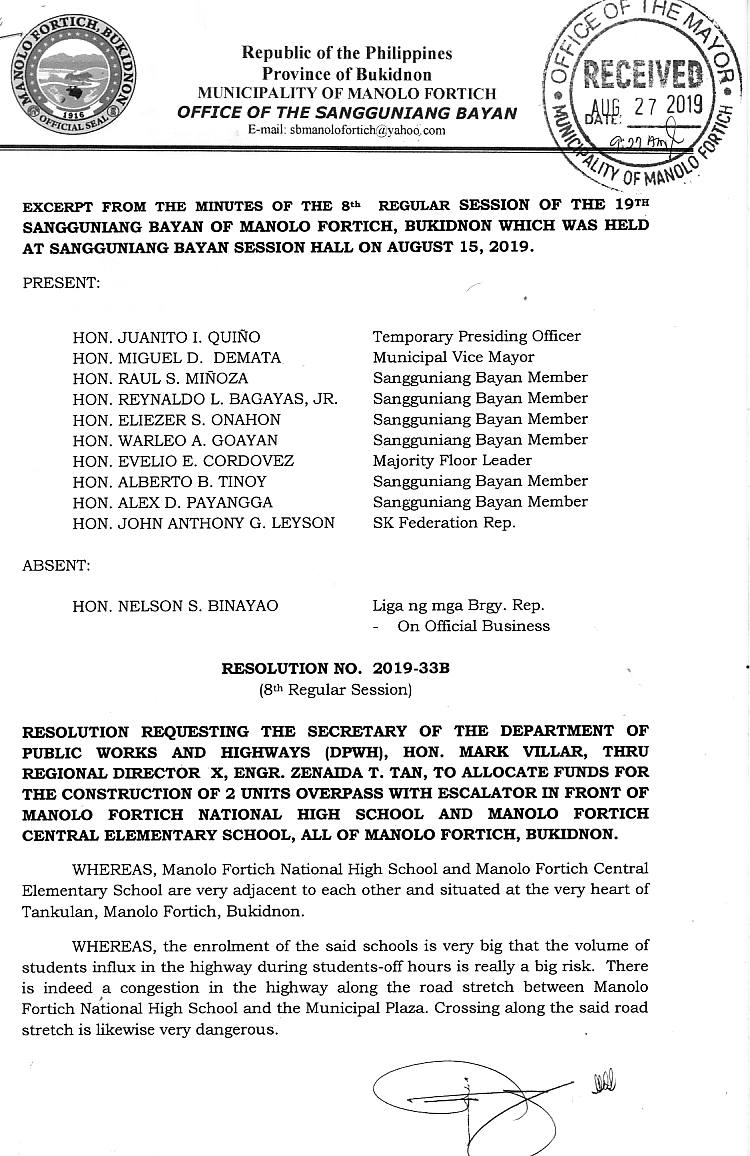 MANOLO FORTICH, BUKIDNON
1916
OFFICIAL SEAL
Republic of the Philippines
Province of Bukidnon
MUNICIPALITY OF MANOLO FORTICH
OFFICE OF THE SANGGUNIANG BAYAN
E-mail: sbmanolofortich@yahoo.com
OFFICE OF THE MAYOR
RECEIVED
AUG 27 2019
DATE:
9:27 AM
MUNICIPALITY OF MANOLO FORTICH
EXCERPT FROM THE MINUTES OF THE 8th REGULAR SESSION OF THE 19TH
SANGGUNIANG BAYAN OF MANOLO FORTICH, BUKIDNON WHICH WAS HELD
AT SANGGUNIANG BAYAN SESSION HALL ON AUGUST 15, 2019.
PRESENT:
HON. JUANITO I. QUIÑO Temporary Presiding Officer
HON. MIGUEL D. DEMATA Municipal Vice Mayor
HON. RAUL S. MIÑOZA Sangguniang Bayan Member
HON. REYNALDO L. BAGAYAS, JR. Sangguniang Bayan Member
HON. ELIEZER S. ONAHON Sangguniang Bayan Member
HON. WARLEO A. GOAYAN Sangguniang Bayan Member
HON. EVELIO E. CORDOVEZ Majority Floor Leader
HON. ALBERTO B. TINOY Sangguniang Bayan Member
HON. ALEX D. PAYANGGA Sangguniang Bayan Member
HON. JOHN ANTHONY G. LEYSON SK Federation Rep.
ABSENT:
HON. NELSON S. BINAYAO Liga ng mga Brgy. Rep.
- On Official Business
RESOLUTION NO. 2019-33B
(8th Regular Session)
RESOLUTION REQUESTING THE SECRETARY OF THE DEPARTMENT OF
PUBLIC WORKS AND HIGHWAYS (DPWH), HON. MARK VILLAR, THRU
REGIONAL DIRECTOR X, ENGR. ZENAIDA T. TAN, TO ALLOCATE FUNDS FOR
THE CONSTRUCTION OF 2 UNITS OVERPASS WITH ESCALATOR IN FRONT OF
MANOLO FORTICH NATIONAL HIGH SCHOOL AND MANOLO FORTICH
CENTRAL ELEMENTARY SCHOOL, ALL OF MANOLO FORTICH, BUKIDNON.
WHEREAS, Manolo Fortich National High School and Manolo Fortich Central
Elementary School are very adjacent to each other and situated at the very heart of
Tankulan, Manolo Fortich, Bukidnon.
WHEREAS, the enrolment of the said schools is very big that the volume of
students influx in the highway during students-off hours is really a big risk. There
is indeed a congestion in the highway along the road stretch between Manolo
Fortich National High School and the Municipal Plaza. Crossing along the said road
stretch is likewise very dangerous.